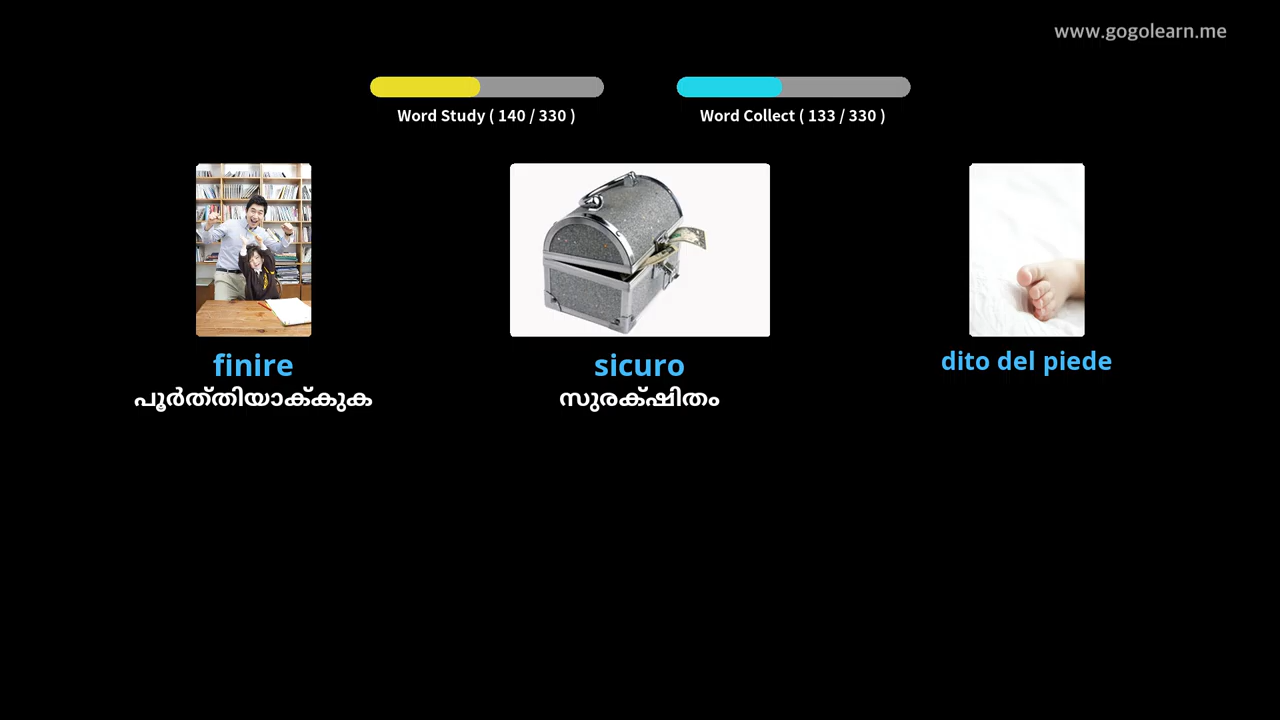 www.gogolearn.me
Word Study ( 140 / 330 )
Word Collect ( 133 / 330 )
finire
പൂർത്തിയാക്കുക
sicuro
സുരക്ഷിതം
dito del piede